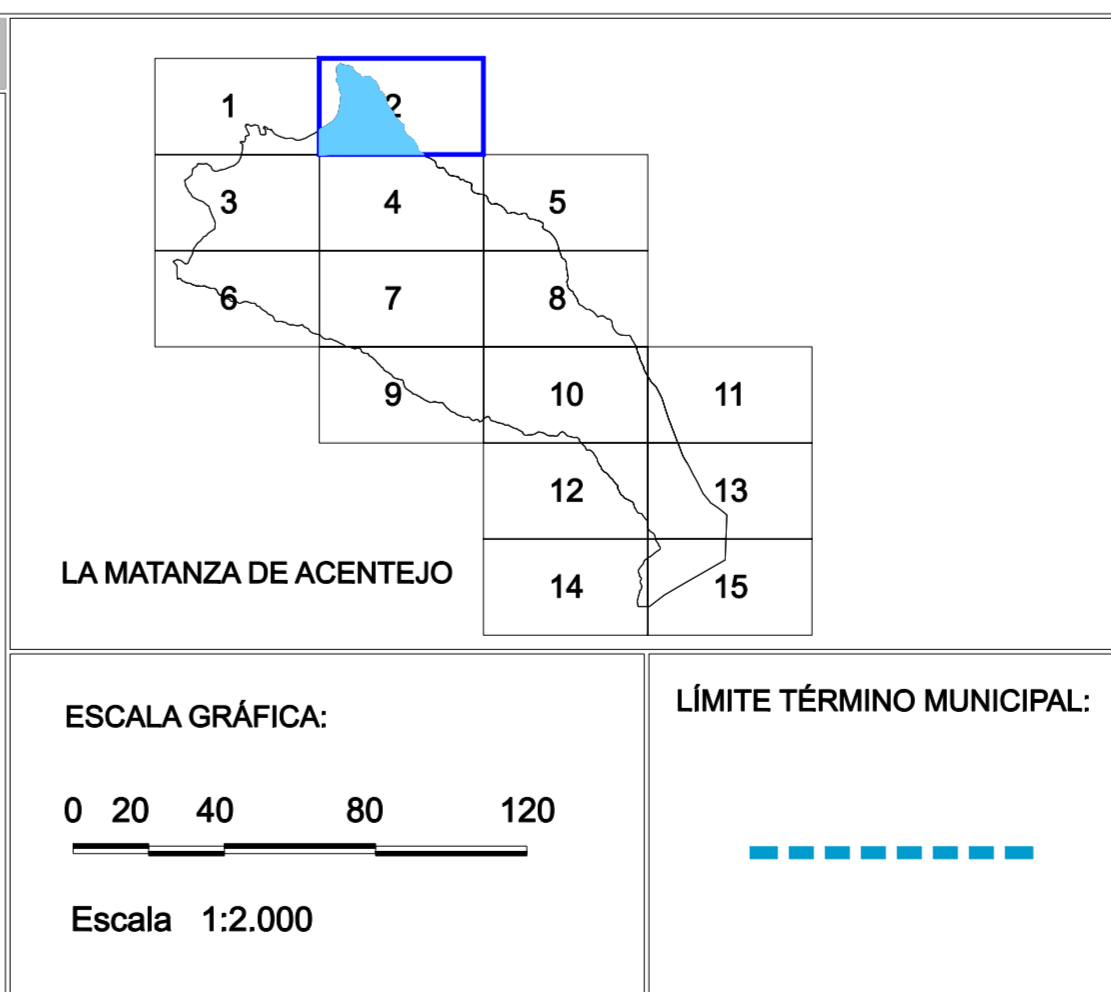 1 2
3 4 5
6 7 8
9 10 11
12 13
LA MATANZA DE ACENTEJO
14 15
ESCALA GRÁFICA:
0 20 40 80 120
Escala 1:2.000
LÍMITE TÉRMINO MUNICIPAL: